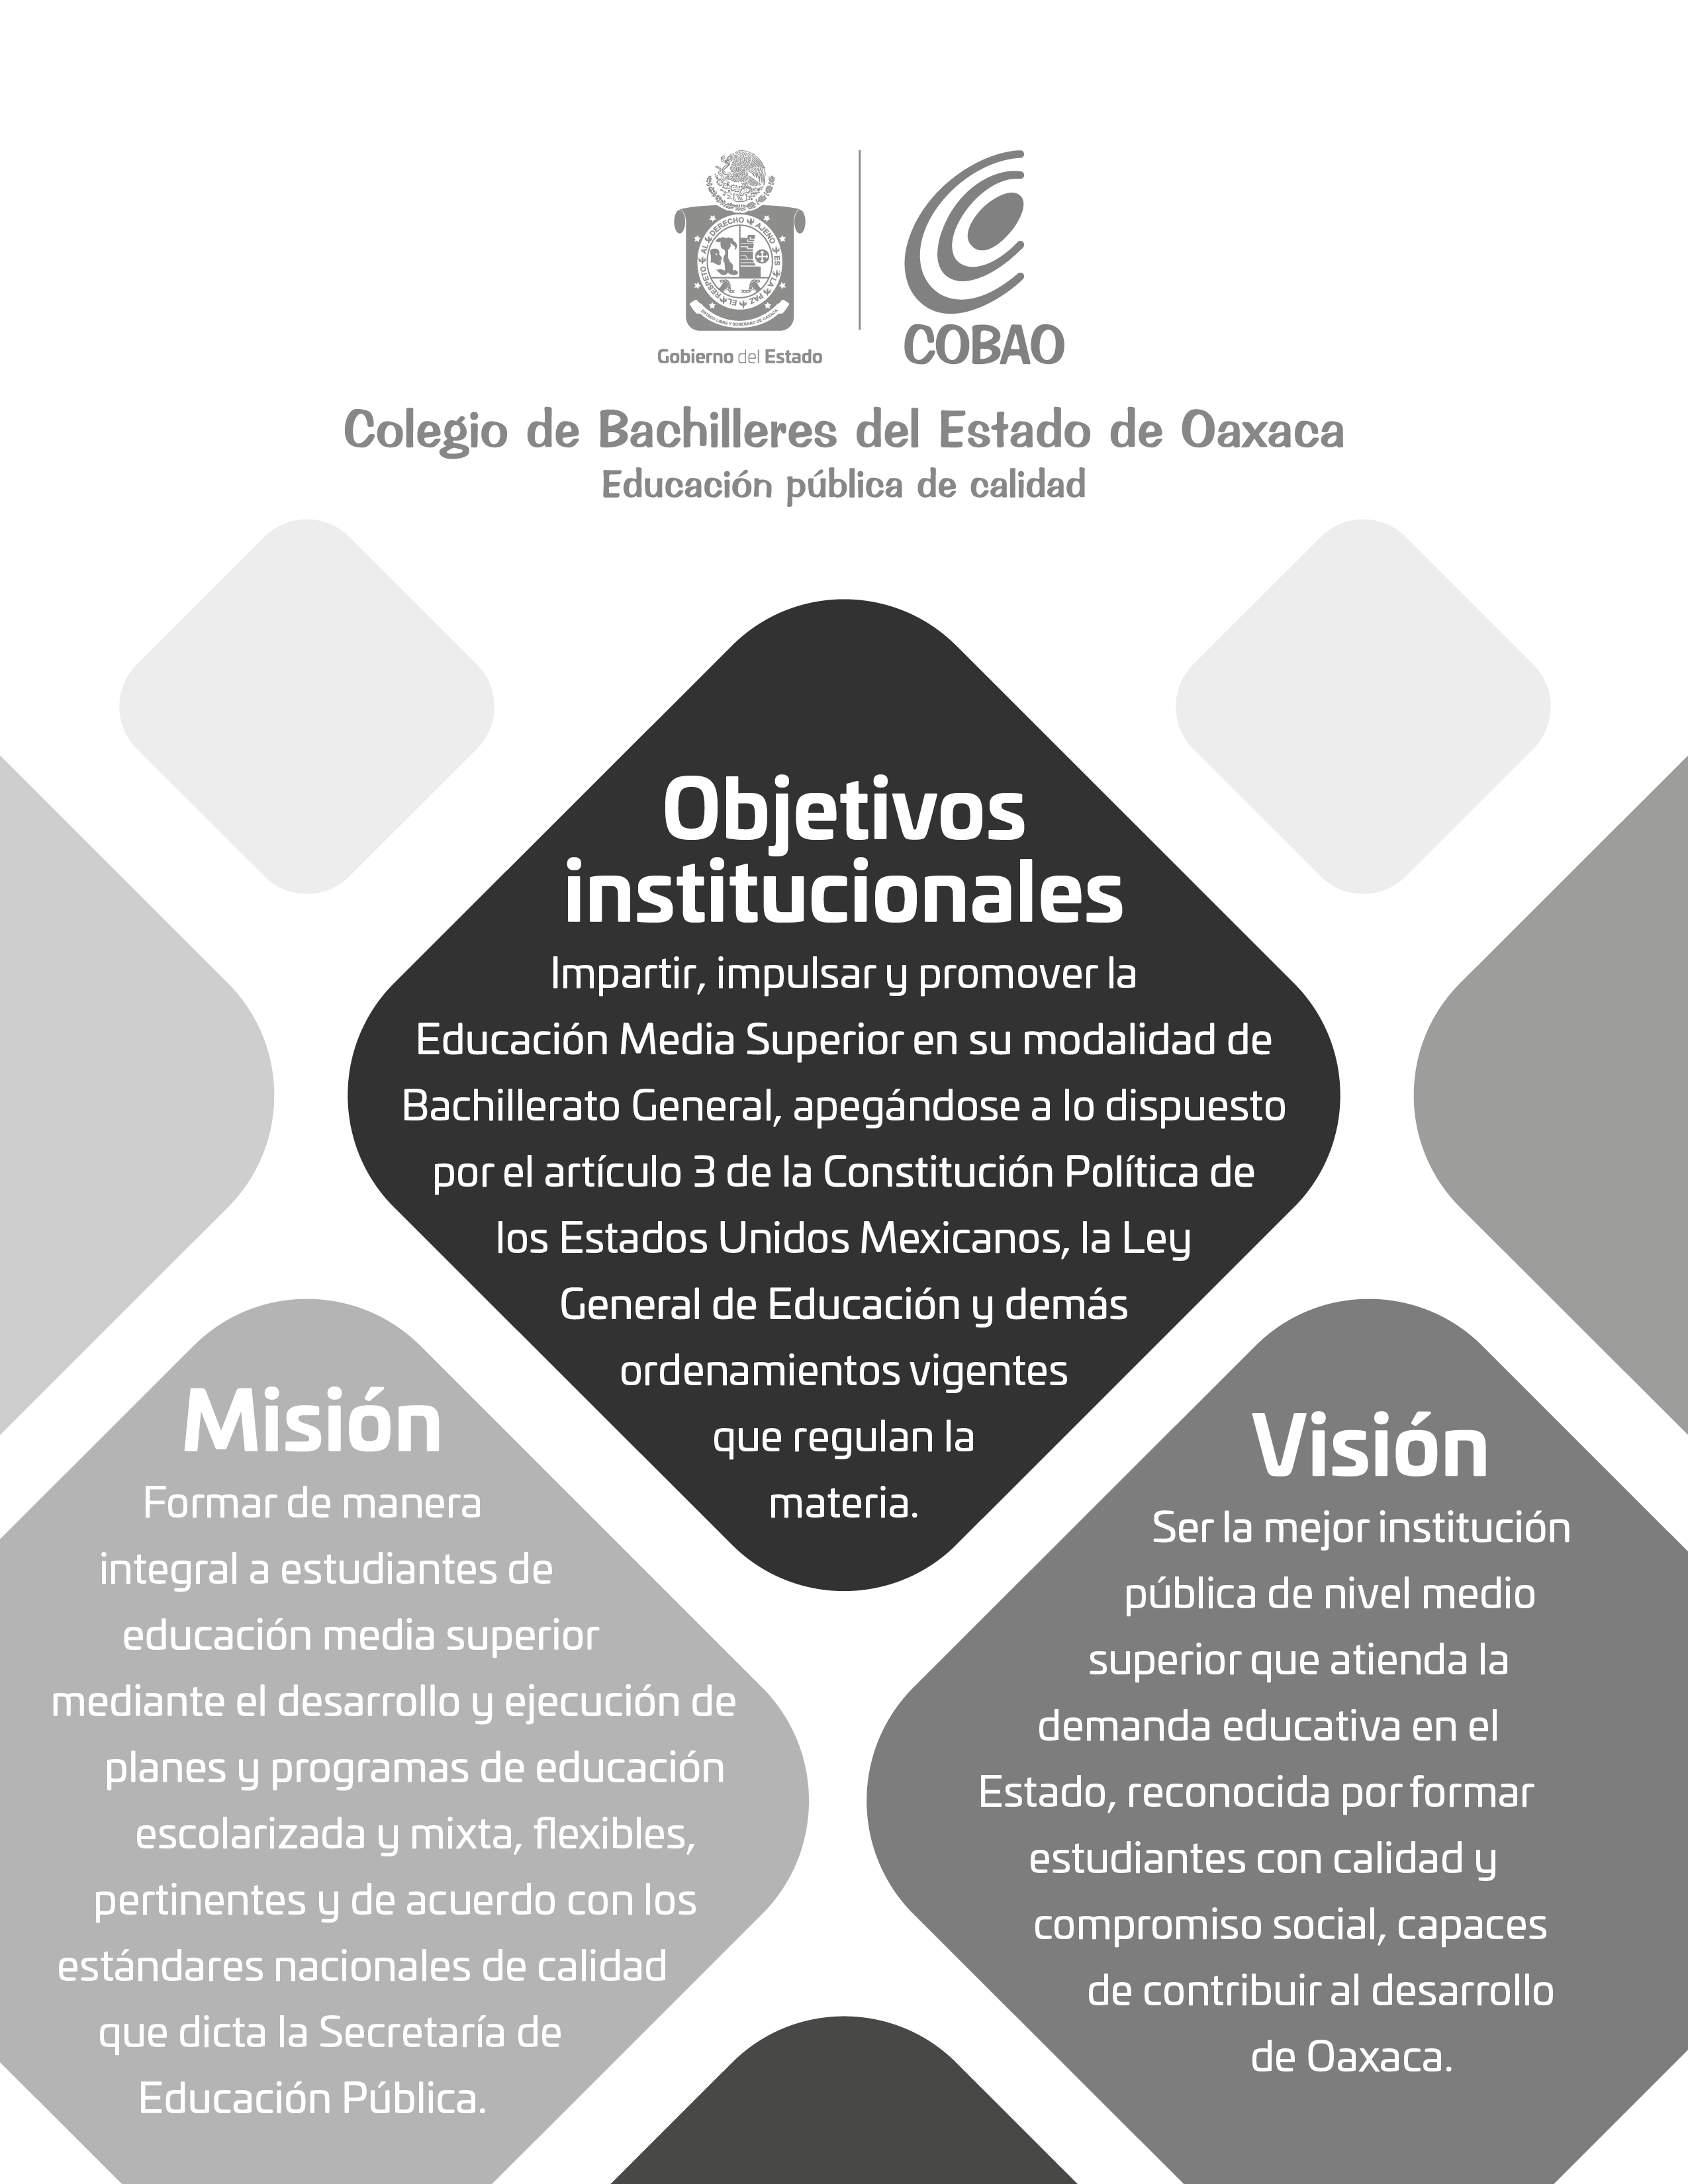 EL RESPETO AL DERECHO AJENO ES LA PAZ
ESTADO LIBRE Y SOBERANO DE OAXACA
Gobierno del Estado
COBAO
Colegio de Bachilleres del Estado de Oaxaca
Educación pública de calidad
Objetivos
institucionales
Impartir, impulsar y promover la
Educación Media Superior en su modalidad de
Bachillerato General, apegándose a lo dispuesto
por el artículo 3 de la Constitución Política de
los Estados Unidos Mexicanos, la Ley
General de Educación y demás
ordenamientos vigentes
que regulan la
materia.
Misión
Formar de manera
integral a estudiantes de
educación media superior
mediante el desarrollo y ejecución de
planes y programas de educación
escolarizada y mixta, flexibles,
pertinentes y de acuerdo con los
estándares nacionales de calidad
que dicta la Secretaría de
Educación Pública.
Visión
Ser la mejor institución
pública de nivel medio
superior que atienda la
demanda educativa en el
Estado, reconocida por formar
estudiantes con calidad y
compromiso social, capaces
de contribuir al desarrollo
de Oaxaca.